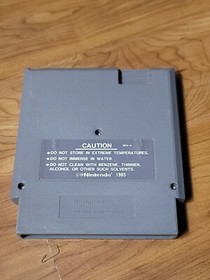 CAUTION
● DO NOT STORE IN EXTREME TEMPERATURES.
● DO NOT IMMERSE IN WATER.
● DO NOT CLEAN WITH BENZENE, THINNER,
ALCOHOL OR OTHER SUCH SOLVENTS.
©®Nintendo 1985